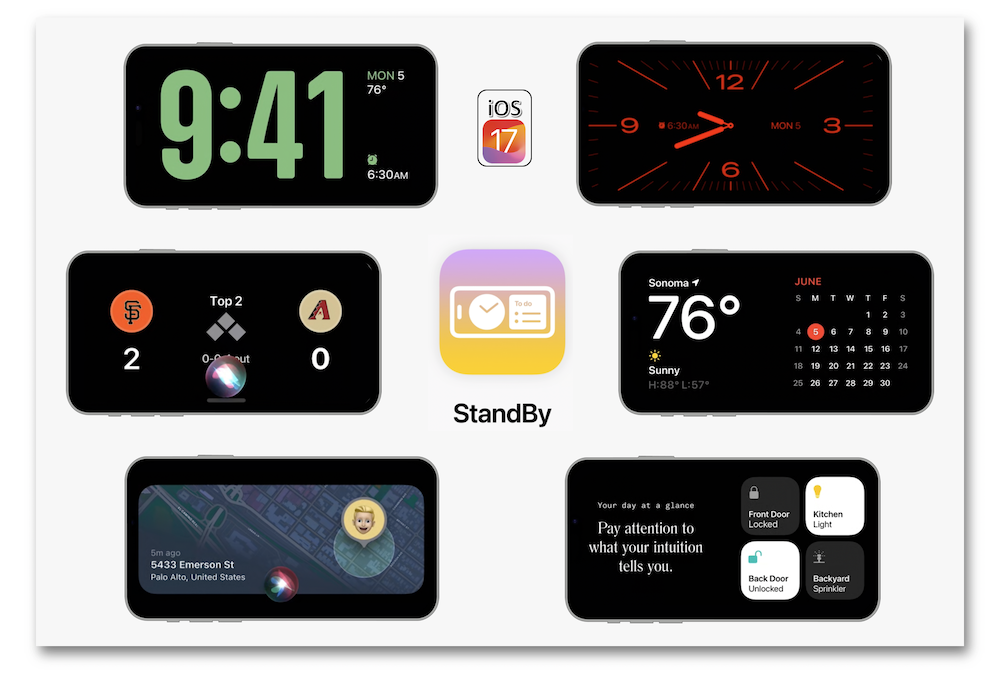 9:41
MON 5
76°
6:30AM
iOS
17
12
9
6:30AM
MON 5
3
6
SF
Top 2
A
2
0
To do
StandBy
Sonoma
76°
Sunny
H:88° L:57°
JUNE
S M T W T F S
1 2 3
4 5 6 7 8 9 10
11 12 13 14 15 16 17
18 19 20 21 22 23 24
25 26 27 28 29 30
5m ago
5433 Emerson St
Palo Alto, United States
Your day at a glance
Pay attention to
what your intuition
tells you.
Front Door
Locked
Kitchen
Light
Back Door
Unlocked
Backyard
Sprinkler